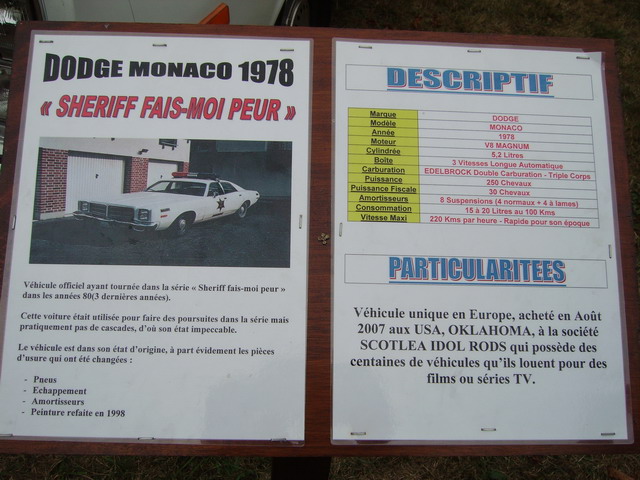 DODGE MONACO 1978
« SHERIFF FAIS-MOI PEUR »
Véhicule officiel ayant tournée dans la série « Sheriff fais-moi peur »
dans les années 80(3 dernières années).
Cette voiture était utilisée pour faire des poursuites dans la série mais
pratiquement pas de cascades, d'où son état impeccable.
Le véhicule est dans son état d'origine, à part évidement les pièces
d'usure qui ont été changées :
- Pneus
- Echappement
- Amortisseurs
- Peinture refaite en 1998
DESCRIPTIF
Marque DODGE
Modèle MONACO
Année 1978
Moteur V8 MAGNUM
Cylindrée 5,2 Litres
Boîte 3 Vitesses Longue Automatique
Carburation EDELBROCK Double Carburation - Triple Corps
Puissance 250 Chevaux
Puissance Fiscale 30 Chevaux
Amortisseurs 8 Suspensions (4 normaux + 4 à lames)
Consommation 15 à 20 Litres au 100 Kms
Vitesse Maxi 220 Kms par heure - Rapide pour son époque
PARTICULARITEES
Véhicule unique en Europe, acheté en Août
2007 aux USA, OKLAHOMA, à la société
SCOTLEA IDOL RODS qui possède des
centaines de véhicules qu'ils louent pour des
films ou séries TV.